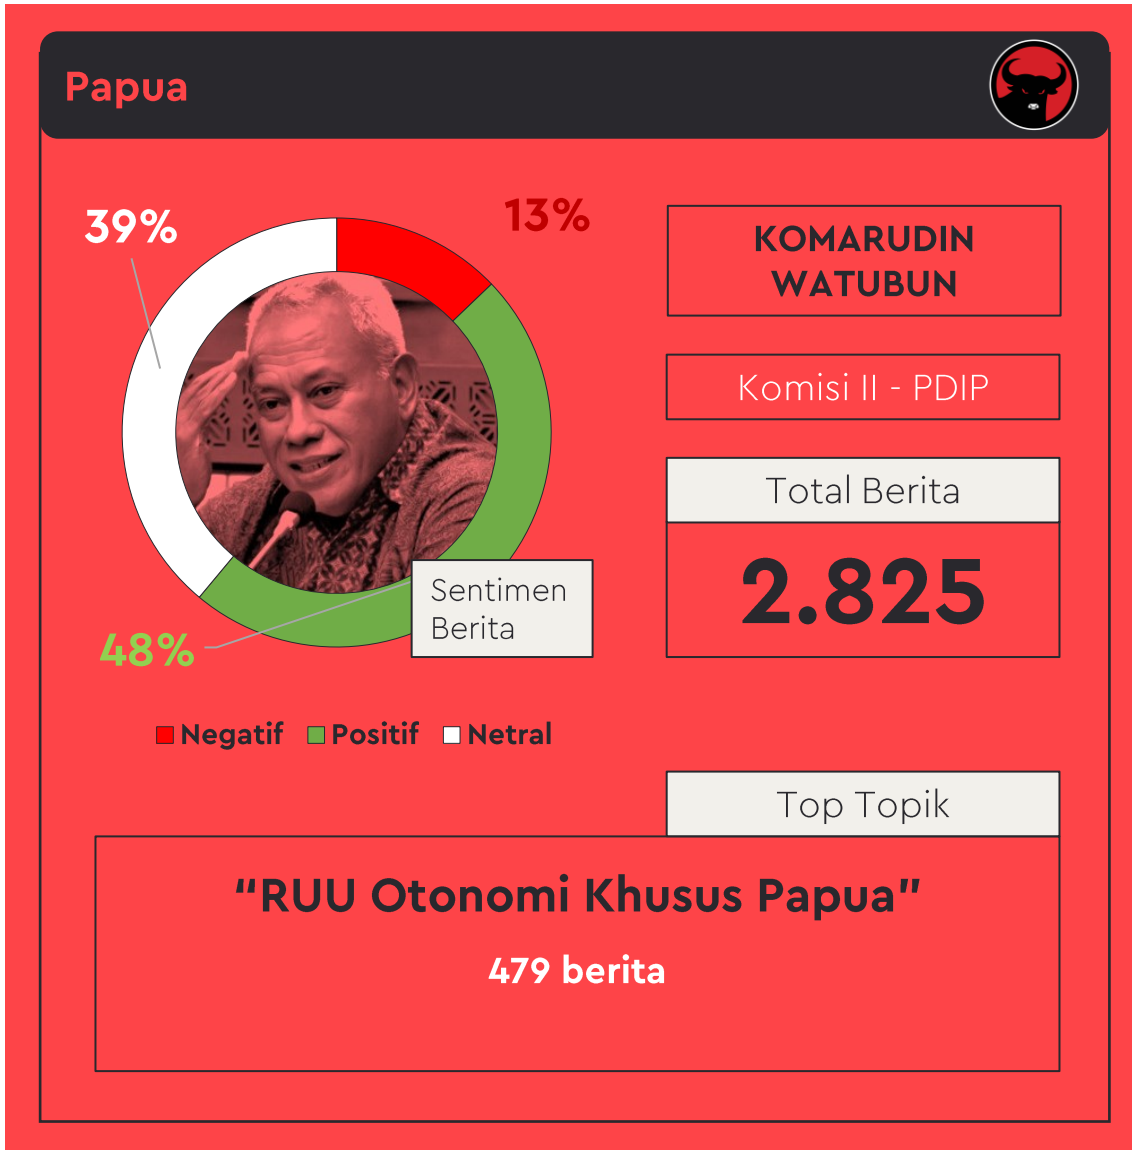 Papua
39%
13%
48%
Sentimen
Berita
Negatif Positif Netral
KOMARUDIN
WATUBUN
Komisi II - PDIP
Total Berita
2.825
Top Topik
“RUU Otonomi Khusus Papua”
479 berita